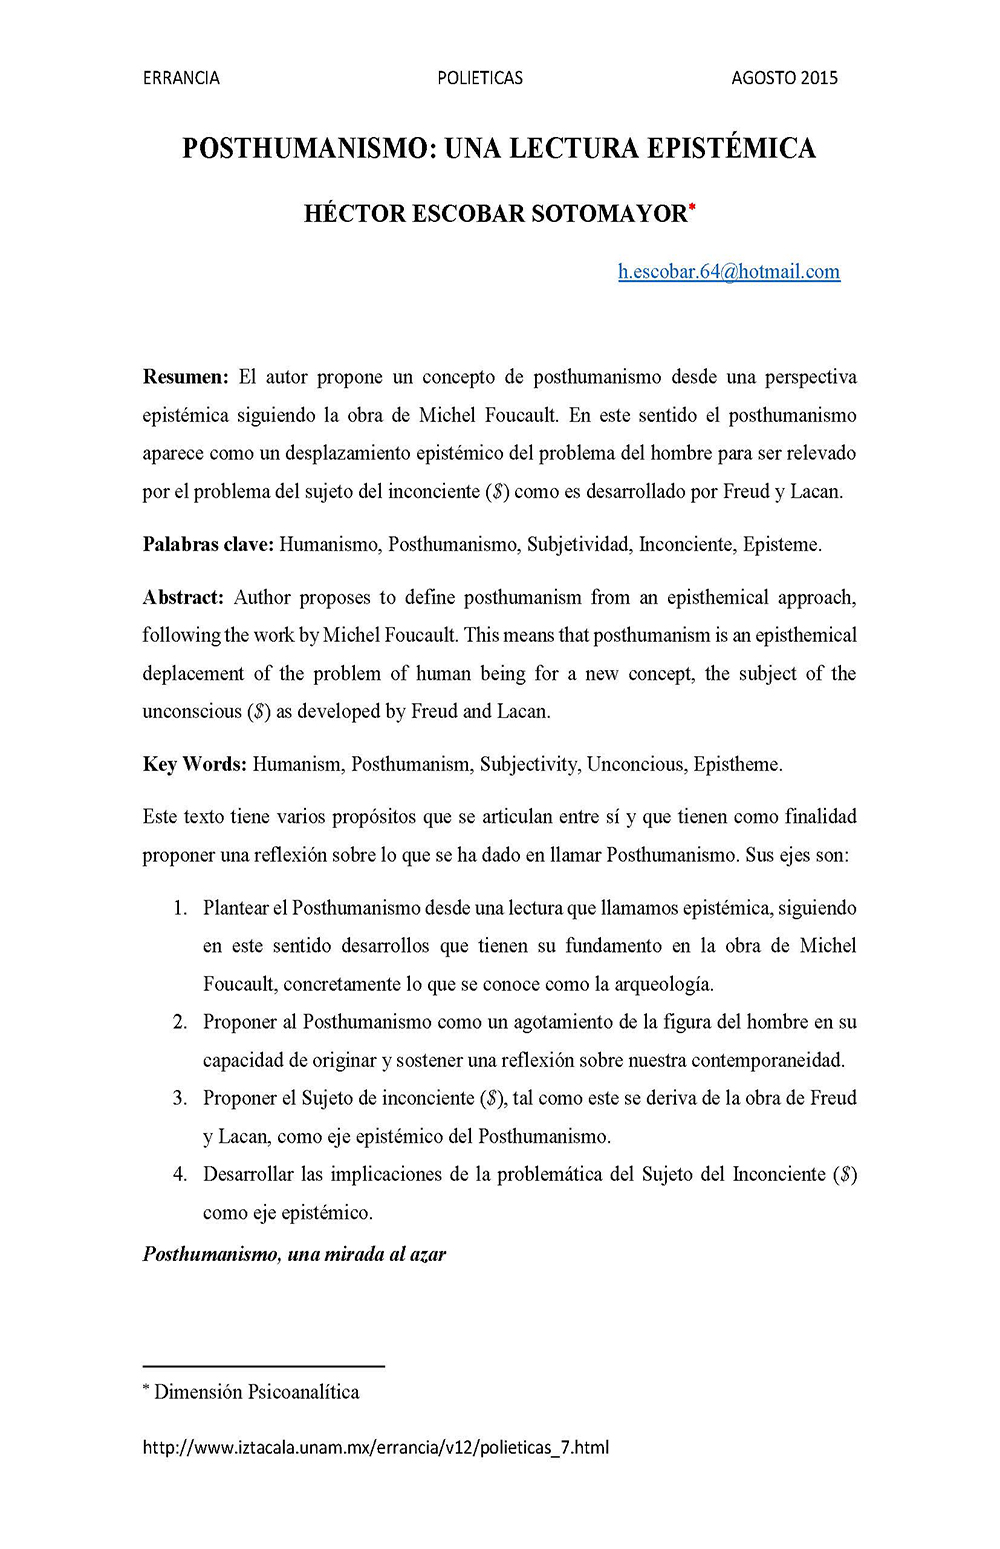 ERRANCIA POLIETICAS AGOSTO 2015
POSTHUMANISMO: UNA LECTURA EPISTÉMICA
HÉCTOR ESCOBAR SOTOMAYOR*
h.escobar.64@hotmail.com
Resumen: El autor propone un concepto de posthumanismo desde una perspectiva
epistémica siguiendo la obra de Michel Foucault. En este sentido el posthumanismo
aparece como un desplazamiento epistémico del problema del hombre para ser relevado
por el problema del sujeto del inconciente ($) como es desarrollado por Freud y Lacan.
Palabras clave: Humanismo, Posthumanismo, Subjetividad, Inconciente, Episteme.
Abstract: Author proposes to define posthumanism from an episthemical approach,
following the work by Michel Foucault. This means that posthumanism is an episthemical
deplacement of the problem of human being for a new concept, the subject of the
unconscious ($) as developed by Freud and Lacan.
Key Words: Humanism, Posthumanism, Subjectivity, Unconcious, Epistheme.
Este texto tiene varios propósitos que se articulan entre sí y que tienen como finalidad
proponer una reflexión sobre lo que se ha dado en llamar Posthumanismo. Sus ejes son:
1. Plantear el Posthumanismo desde una lectura que llamamos epistémica, siguiendo
en este sentido desarrollos que tienen su fundamento en la obra de Michel
Foucault, concretamente lo que se conoce como la arqueología.
2. Proponer al Posthumanismo como un agotamiento de la figura del hombre en su
capacidad de originar y sostener una reflexión sobre nuestra contemporaneidad.
3. Proponer el Sujeto de inconciente ($), tal como este se deriva de la obra de Freud
y Lacan, como eje epistémico del Posthumanismo.
4. Desarrollar las implicaciones de la problemática del Sujeto del Inconciente ($)
como eje epistémico.
Posthumanismo, una mirada al azar
* Dimensión Psicoanalítica
http://www.iztacala.unam.mx/errancia/v12/polieticas_7.html